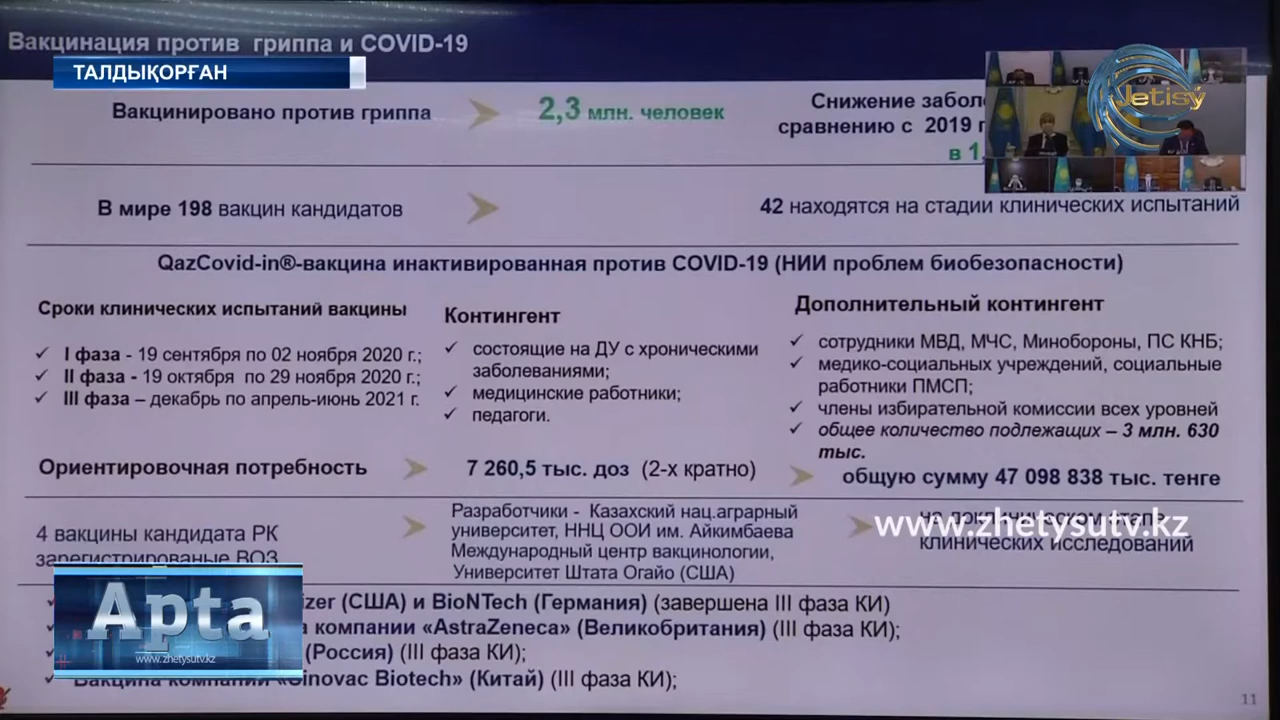 Вакцинация против гриппа и COVID-19
ТАЛДЫҚОРҒАН
Jetisý
Вакцинировано против гриппа
2,3 млн. человек
Снижение
сравнению с 2019
в 1,
В мире 198 вакцин кандидатов
42 находятся на стадии клинических испытаний
QazCovid-in®-вакцина инактивированная против COVID-19 (НИИ проблем биобезопасности)
Сроки клинических испытаний вакцины
✓ I фаза - 19 сентября по 02 ноября 2020 г.;
✓ II фаза - 19 октября по 29 ноября 2020 г.;
✓ III фаза – декабрь по апрель-июнь 2021 г.
Контингент
✓ состоящие на ДУ с хроническими
заболеваниями;
✓ медицинские работники;
✓ педагоги.
Дополнительный контингент
✓ сотрудники МВД, МЧС, Минобороны, ПС КНБ;
✓ медико-социальных учреждений, социальные
работники ПМСП;
✓ члены избирательной комиссии всех уровней
✓ общее количество подлежащих – 3 млн. 630
тыс.
Ориентировочная потребность
7 260,5 тыс. доз (2-х кратно)
общую сумму 47 098 838 тыс. тенге
4 вакцины кандидата РК
зарегистрированые ВОЗ
Разработчики - Казахский нац.аграрный
университет, ННЦ ООИ им. Айкимбаева
Международный центр вакцинологии,
Университет Штата Огайо (США)
www.zhetysutv.kz
клинических исследований
izer (США) и BioNTech (Германия) (завершена III фаза КИ)
компании «AstraZeneca» (Великобритания) (III фаза КИ);
(Россия) (III фаза КИ);
✓ Вакцина компании «Sinovac Biotech» (Китай) (III фаза КИ);
Арта
www.zhetysutv.kz
11